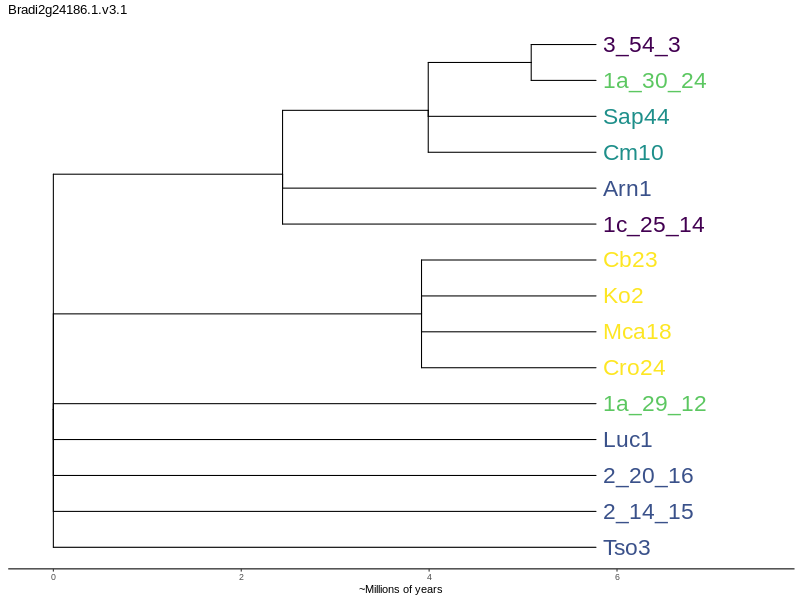 Bradi2g24186.1.v3.1
3_54_3
1a_30_24
Sap44
Cm10
Arn1
1c_25_14
Cb23
Ko2
Mca18
Cro24
1a_29_12
Luc1
2_20_16
2_14_15
Tso3
0 2 4 6
~Millions of years